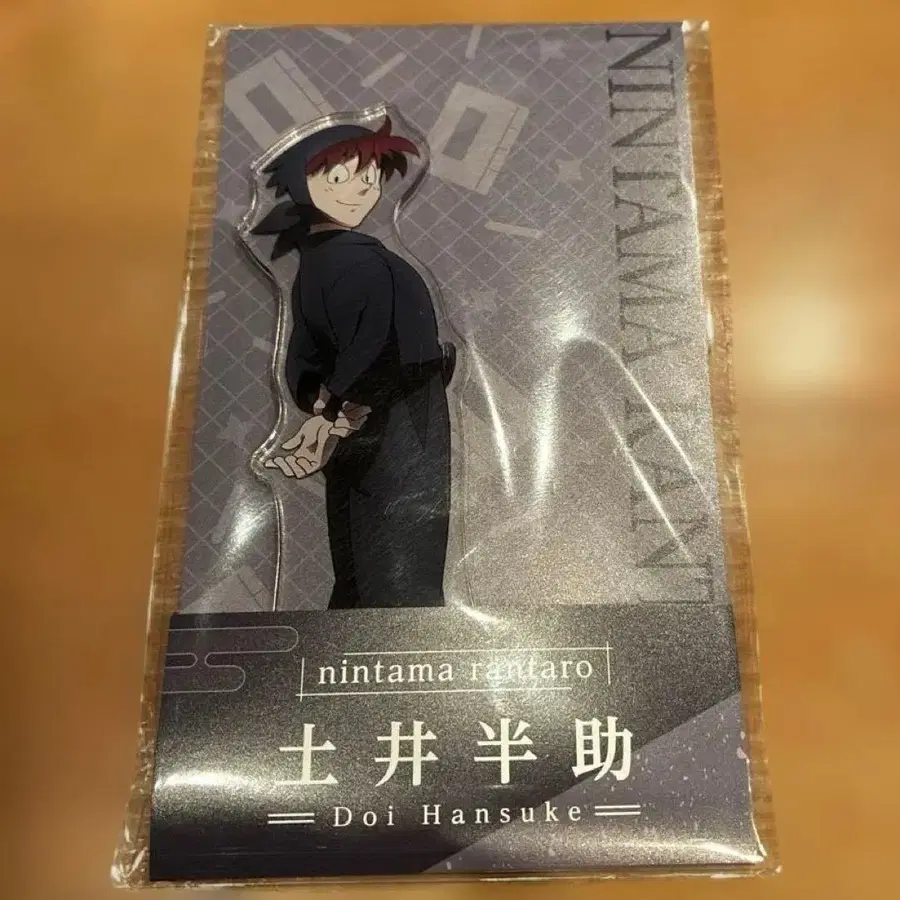 NINTAMA RANT
nintama rantaro
土井半助
Doi Hansuke